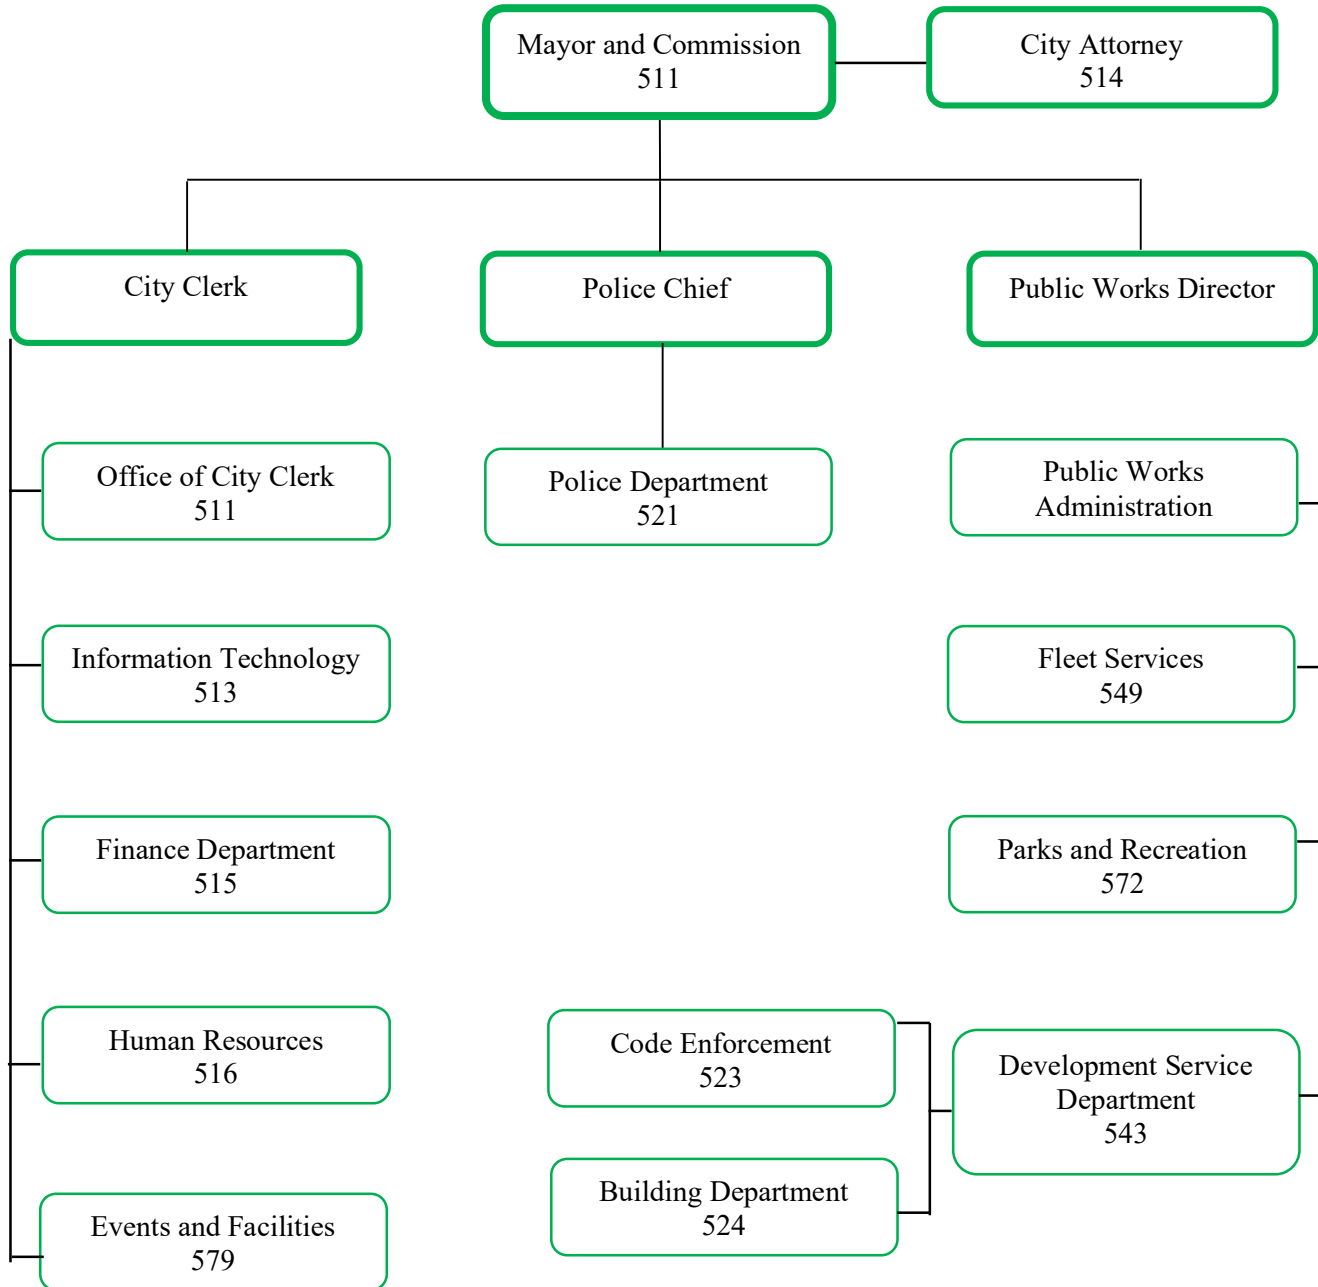 Mayor and Commission
511
City Attorney
514
City Clerk
Police Chief
Public Works Director
Office of City Clerk
511
Police Department
521
Public Works
Administration
Information Technology
513
Fleet Services
549
Finance Department
515
Parks and Recreation
572
Human Resources
516
Code Enforcement
523
Development Service
Department
543
Building Department
524
Events and Facilities
579